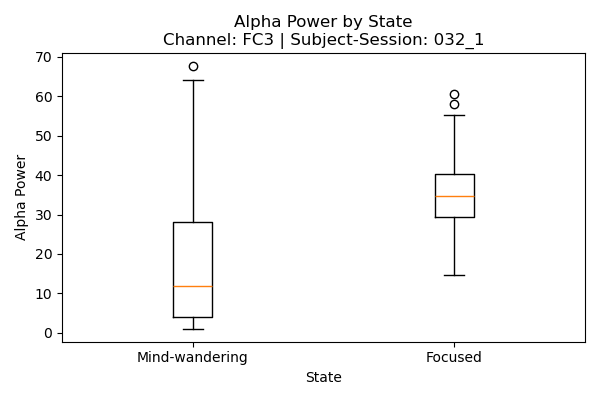 Alpha Power by State
Channel: FC3 | Subject-Session: 032_1
70
60
50
40
30
20
10
0
Alpha Power
Mind-wandering
Focused
State